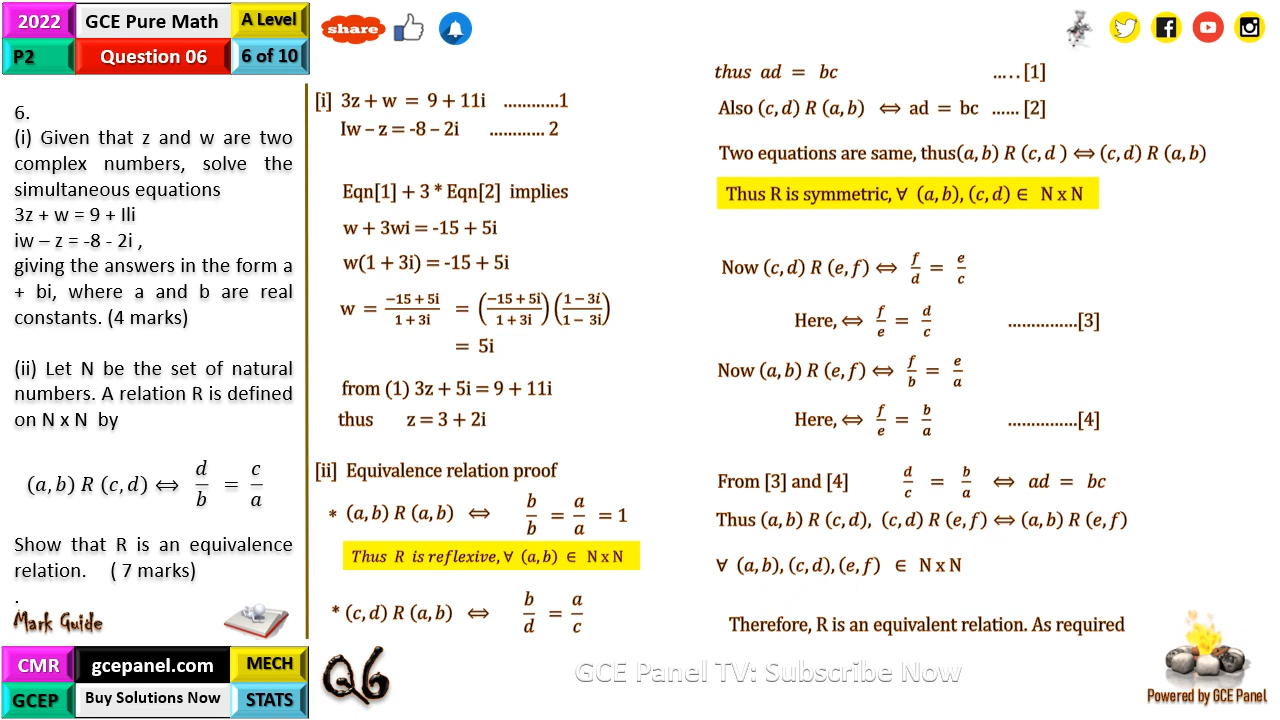 2022 GCE Pure Math A Level
P2 Question 06 6 of 10
share
6.
(i) Given that z and w are two
complex numbers, solve the
simultaneous equations
3z + w = 9 + Ili
iw – z = -8 - 2i ,
giving the answers in the form a
+ bi, where a and b are real
constants. (4 marks)
(ii) Let N be the set of natural
numbers. A relation R is defined
on N x N by
(a, b) R (c, d) ⟺ d/b = c/a
Show that R is an equivalence
relation. ( 7 marks)
.
Mark Guide
CMR gcepanel.com MECH
GCEP Buy Solutions Now STATS
[i] 3z + w = 9 + 11i ............1
Iw – z = -8 – 2i ............ 2
Eqn[1] + 3 * Eqn[2] implies
w + 3wi = -15 + 5i
w(1 + 3i) = -15 + 5i
w = (−15 + 5i)/(1 + 3i) = ((−15 + 5i)/(1 + 3i)) ((1 − 3i)/(1 − 3i))
= 5i
from (1) 3z + 5i = 9 + 11i
thus z = 3 + 2i
[ii] Equivalence relation proof
* (a, b) R (a, b) ⟺ b/b = a/a = 1
Thus R is reflexive, ∀ (a, b) ∈ N x N
* (c, d) R (a, b) ⟺ b/d = a/c
Q6
thus ad = bc ..... [1]
Also (c, d) R (a, b) ⟺ ad = bc ...... [2]
Two equations are same, thus(a, b) R (c, d ) ⟺ (c, d) R (a, b)
Thus R is symmetric, ∀ (a, b), (c, d) ∈ N x N
Now (c, d) R (e, f) ⟺ f/d = e/c
Here, ⟺ f/e = d/c ...............[3]
Now (a, b) R (e, f) ⟺ f/b = e/a
Here, ⟺ f/e = b/a ...............[4]
From [3] and [4] d/c = b/a ⟺ ad = bc
Thus (a, b) R (c, d), (c, d) R (e, f) ⟺ (a, b) R (e, f)
∀ (a, b), (c, d), (e, f) ∈ N x N
Therefore, R is an equivalent relation. As required
GCE Panel TV: Subscribe Now
Powered by GCE Panel